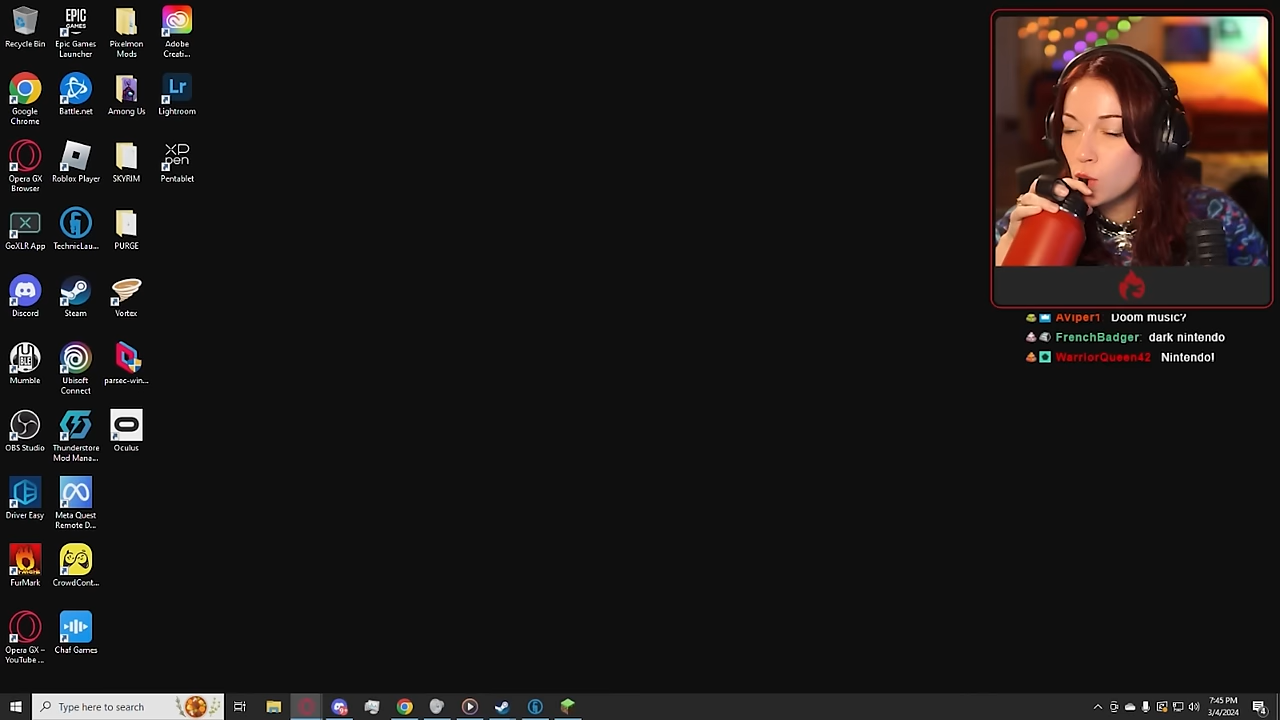 Recycle Bin
EPIC
GAMES
Epic Games
Launcher
Pixelmon
Mods
Adobe
Creati...
Google
Chrome
Battle.net
Among Us
Lr
Lightroom
Opera GX
Browser
Roblox Player
SKYRIM
XP
pen
Pentablet
GoXLR App
TechnicLau...
PURGE
Discord
Steam
Vortex
Mumble
Ubisoft
Connect
parsec-win...
OBS Studio
Thunderstore
Mod Mana...
Oculus
Driver Easy
Meta Quest
Remote D...
FurMark
CrowdCont...
Opera GX –
YouTube ...
Chaf Games
AViper1: Doom music?
FrenchBadger: dark nintendo
WarriorQueen42 Nintendo!
Type here to search
7:45 PM
3/4/2024